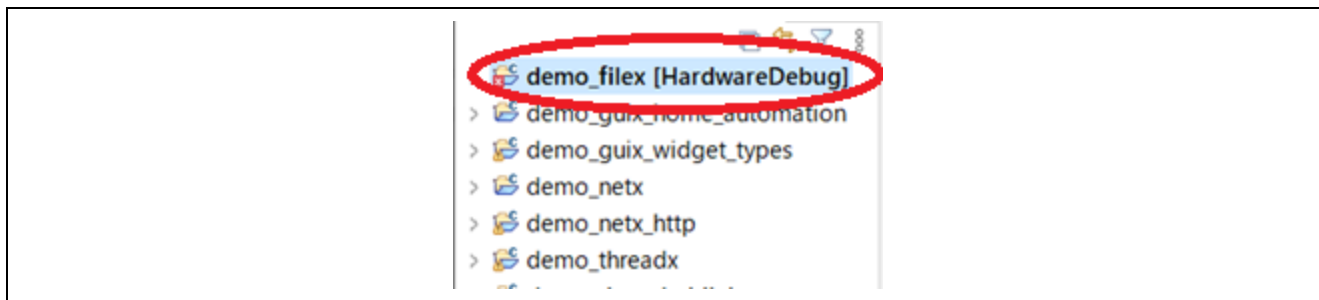 demo_filex [HardwareDebug]
demo_guix_home_automation
demo_guix_widget_types
demo_netx
demo_netx_http
demo_threadx